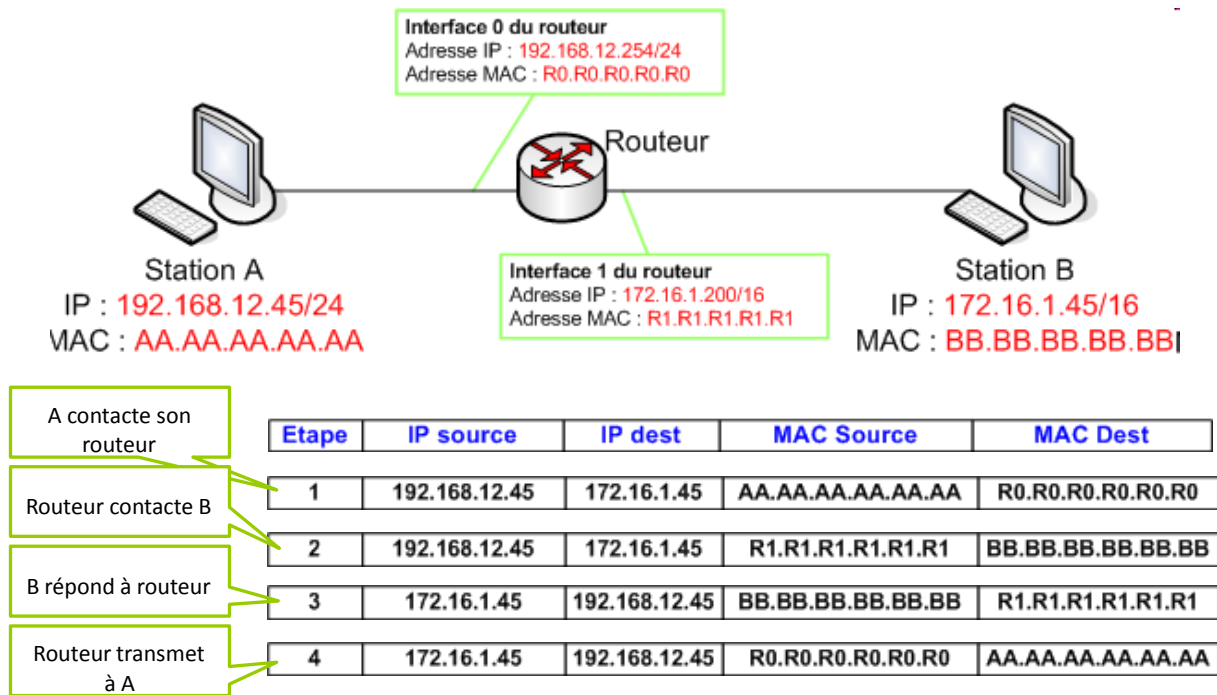 Interface 0 du routeur
Adresse IP : 192.168.12.254/24
Adresse MAC : R0.R0.R0.R0.R0
Routeur
Station A
IP : 192.168.12.45/24
MAC : AA.AA.AA.AA.AA
Interface 1 du routeur
Adresse IP : 172.16.1.200/16
Adresse MAC : R1.R1.R1.R1.R1
Station B
IP : 172.16.1.45/16
MAC : BB.BB.BB.BB.BB
A contacte son
routeur
Etape IP source IP dest MAC Source MAC Dest
1 192.168.12.45 172.16.1.45 AA.AA.AA.AA.AA.AA R0.R0.R0.R0.R0.R0
Routeur contacte B
2 192.168.12.45 172.16.1.45 R1.R1.R1.R1.R1.R1 BB.BB.BB.BB.BB.BB
B répond à routeur
3 172.16.1.45 192.168.12.45 BB.BB.BB.BB.BB.BB R1.R1.R1.R1.R1.R1
Routeur transmet
à A
4 172.16.1.45 192.168.12.45 R0.R0.R0.R0.R0.R0 AA.AA.AA.AA.AA.AA